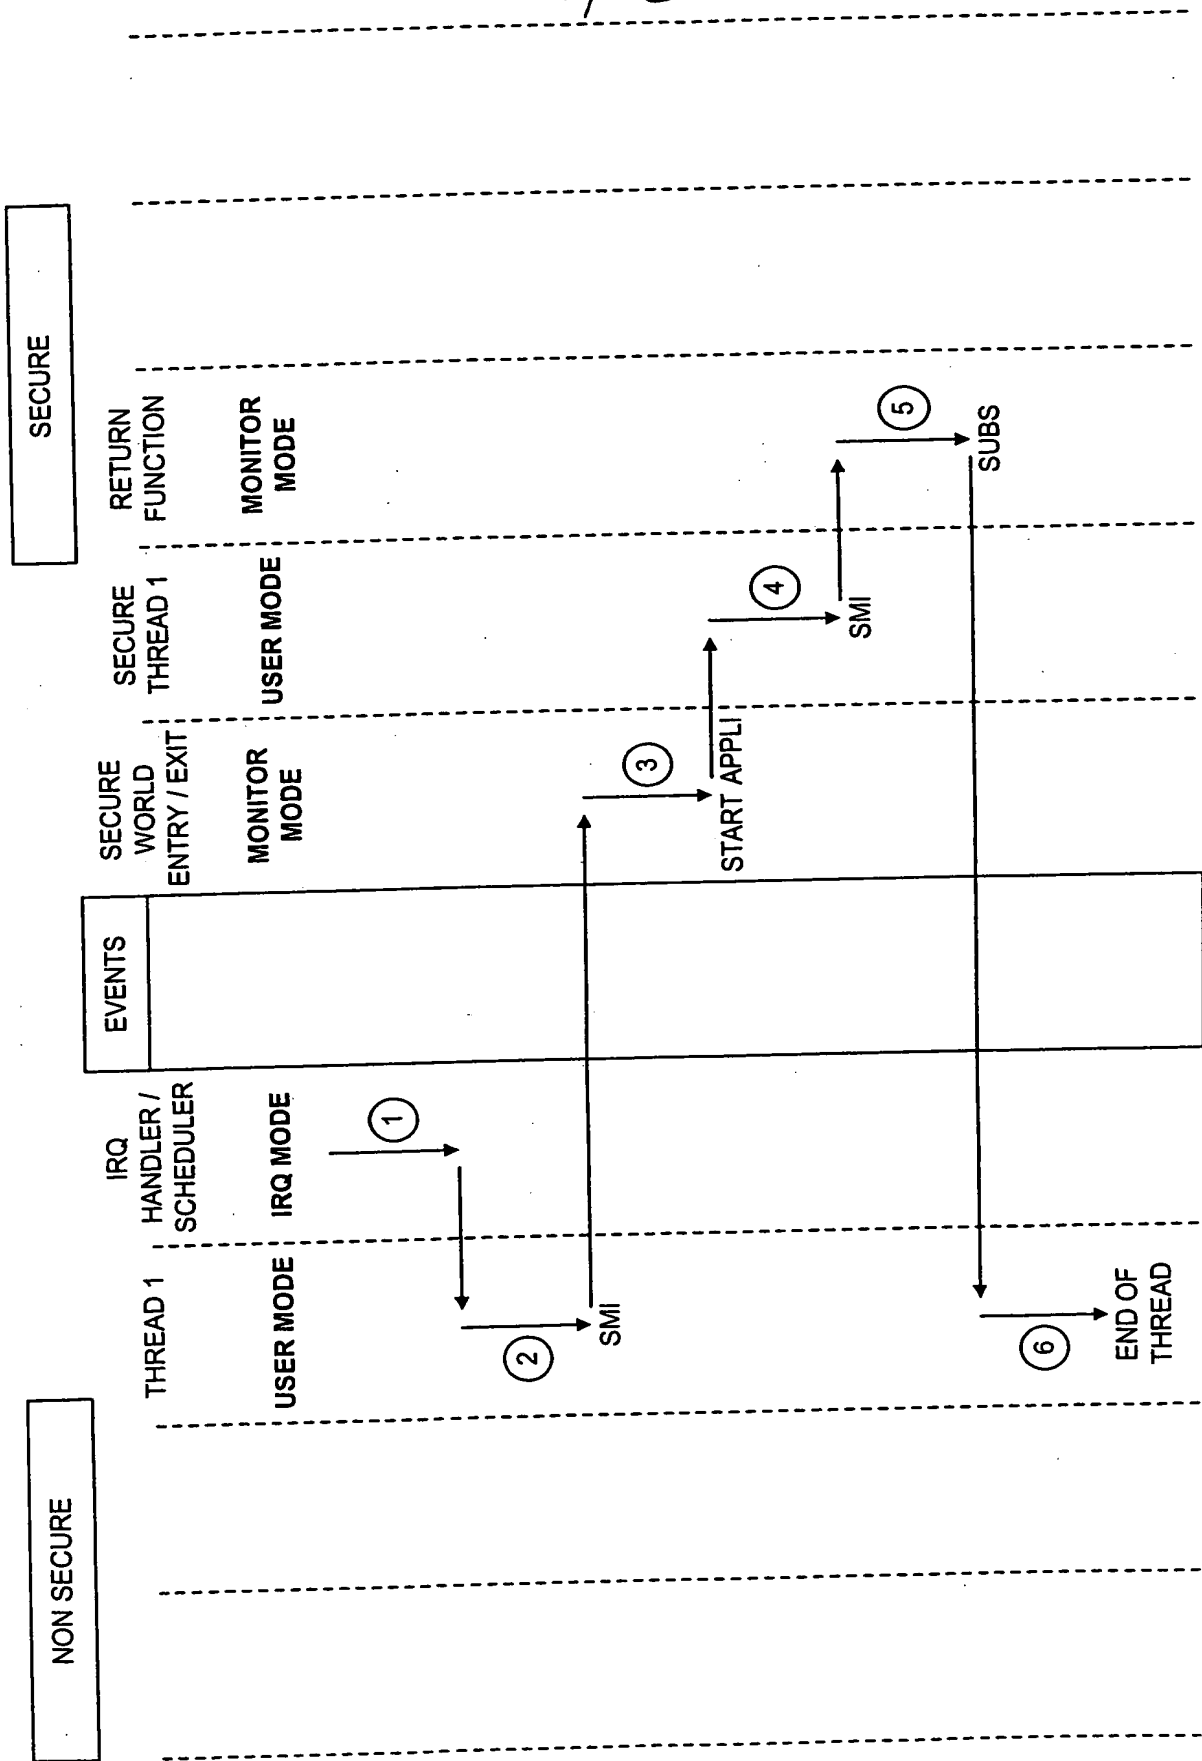 NON SECURE
SECURE
EVENTS
THREAD 1
IRQ
HANDLER /
SCHEDULER
SECURE
WORLD
ENTRY / EXIT
SECURE
THREAD 1
RETURN
FUNCTION
USER MODE
IRQ MODE
MONITOR
MODE
USER MODE
MONITOR
MODE
1
2
SMI
3
START APPLI
4
SMI
5
SUBS
6
END OF
THREAD